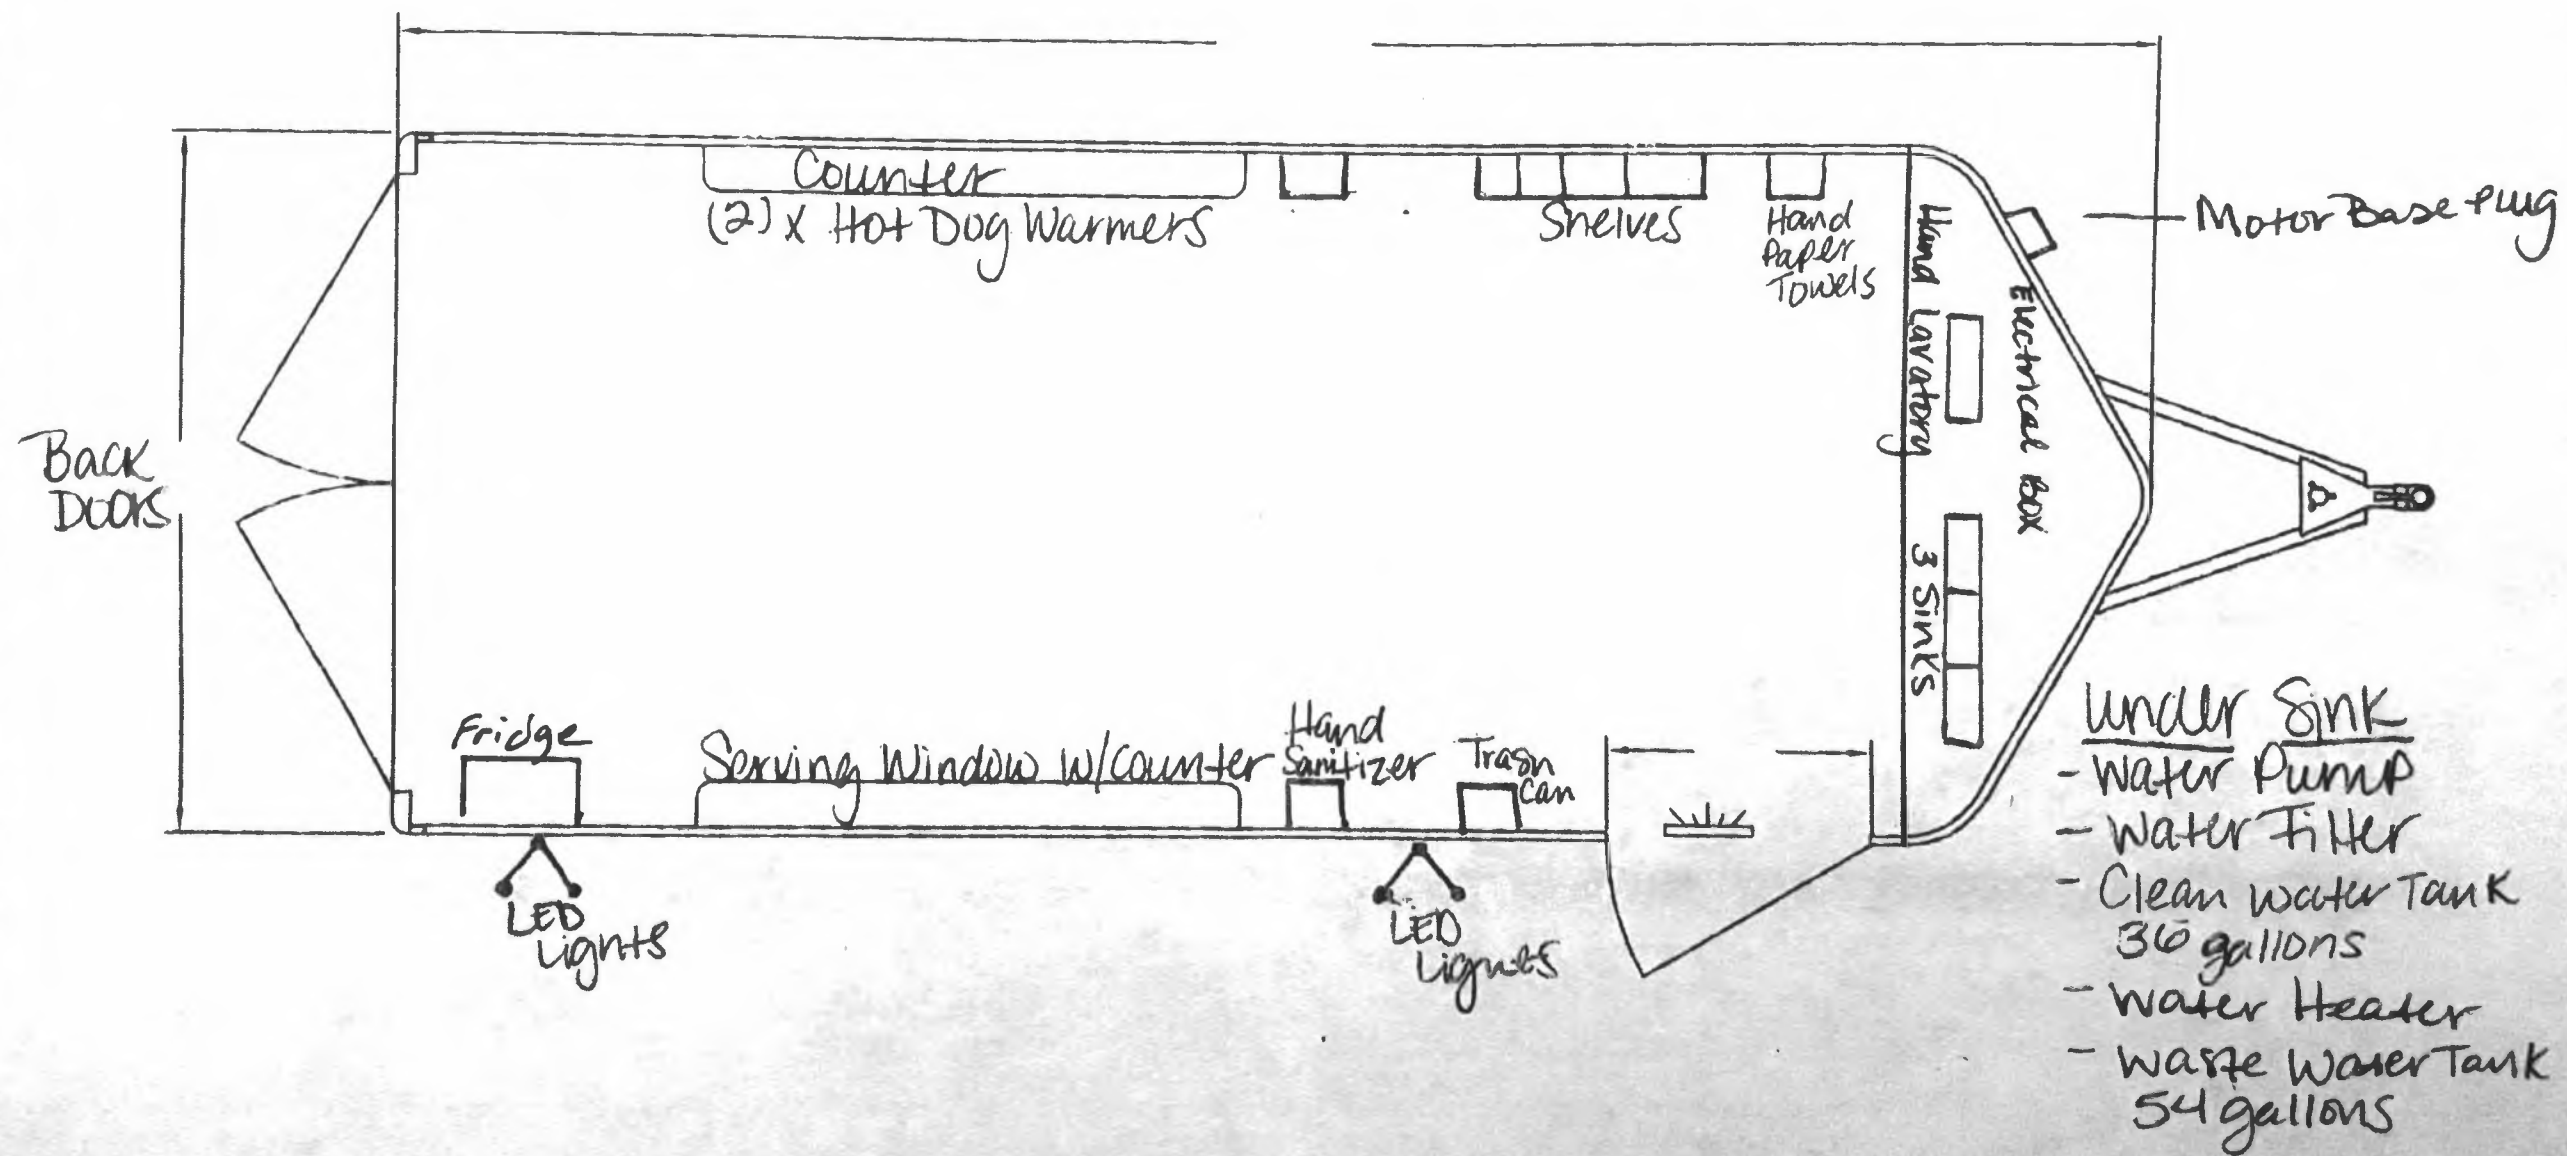 Counter
(2) x Hot Dog Warmers
Shelves
Hand
Paper
Towels
Motor Base Plug
Hand Lavatory
Electrical Box
3 Sinks
Back
Doors
Fridge
Serving Window w/counter
Hand
Sanitizer
Trash
Can
LED
Lights
LED
Lights
Under Sink
- Water Pump
- Water Filter
- Clean Water Tank
36 gallons
- Water Heater
- Waste Water Tank
54 gallons